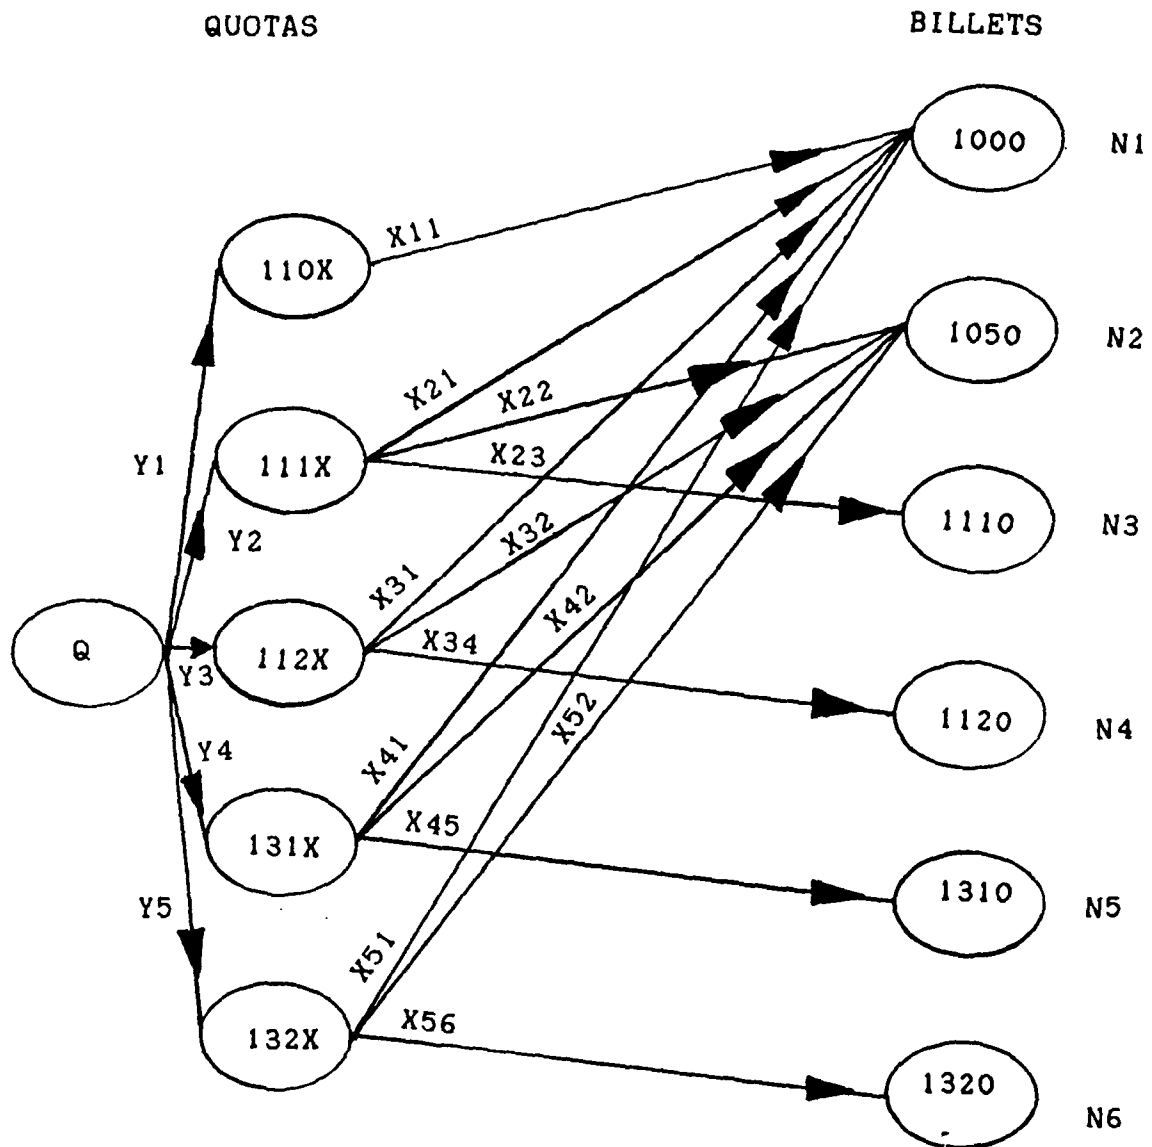 QUOTAS BILLETS
1000 N1
X11
110X
1050 N2
X21 X22
Y1 111X X23
1110 N3
Y2 X32
X31 X42
Q 112X X34
Y3
X52 1120 N4
Y4 X41
131X X45
1310 N5
Y5
X51
132X X56
1320
N6